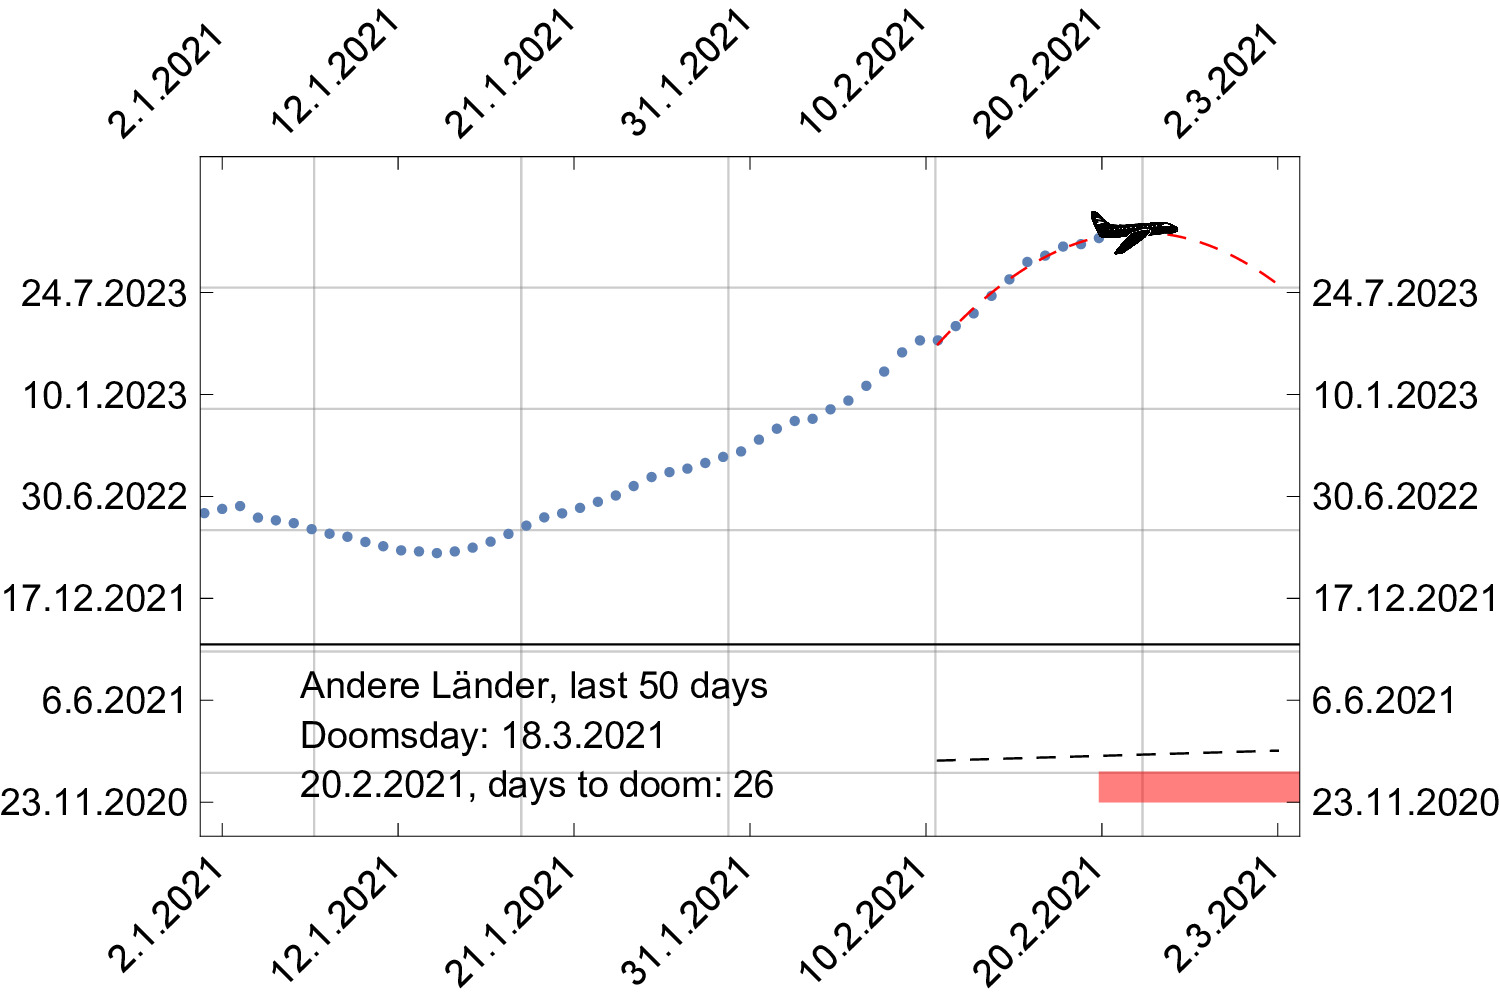 2.1.2021 12.1.2021 21.1.2021 31.1.2021 10.2.2021 20.2.2021 2.3.2021
24.7.2023 24.7.2023
10.1.2023 10.1.2023
30.6.2022 30.6.2022
17.12.2021 17.12.2021
Andere Länder, last 50 days
6.6.2021 6.6.2021
Doomsday: 18.3.2021
20.2.2021, days to doom: 26
23.11.2020 23.11.2020
2.1.2021 12.1.2021 21.1.2021 31.1.2021 10.2.2021 20.2.2021 2.3.2021